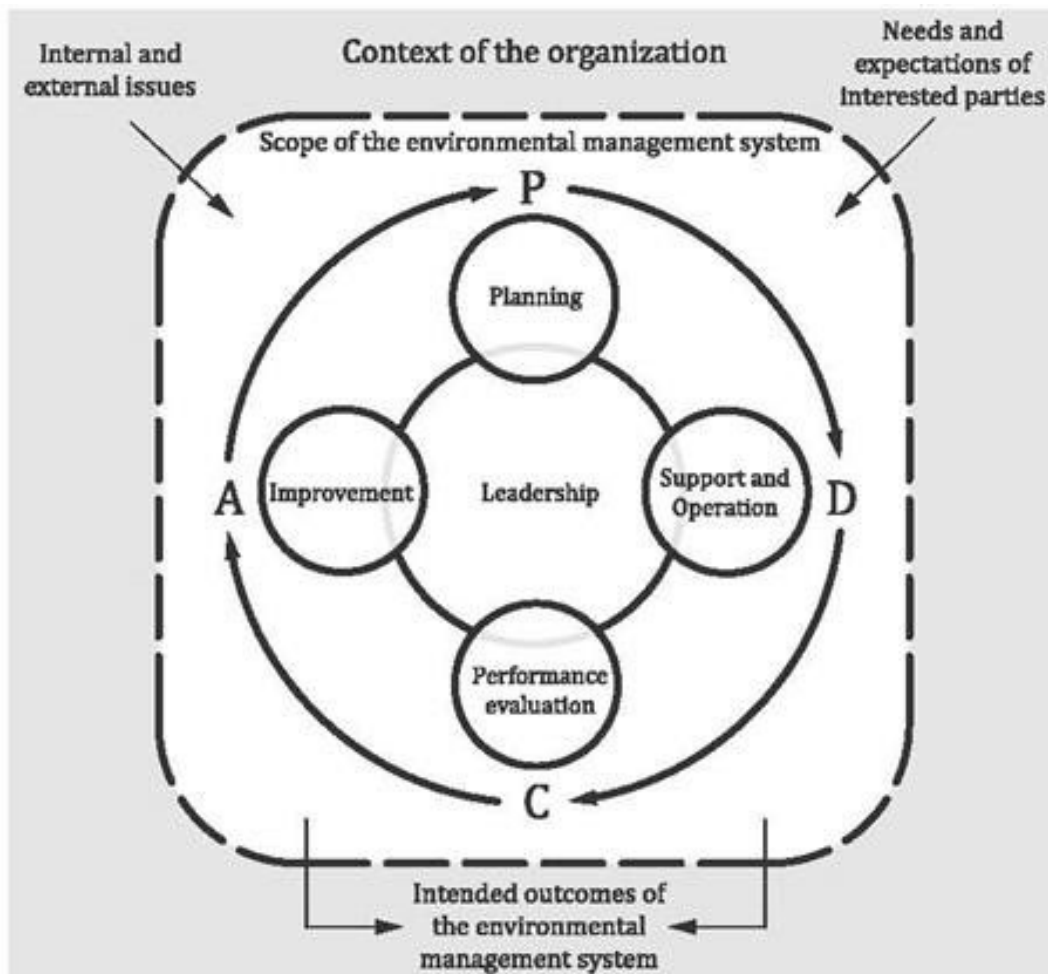 Context of the organization
Internal and
external issues
Needs and
expectations of
interested parties
Scope of the environmental management system
P
Planning
A
Improvement
Leadership
Support and
Operation
D
Performance
evaluation
C
Intended outcomes of
the environmental
management system